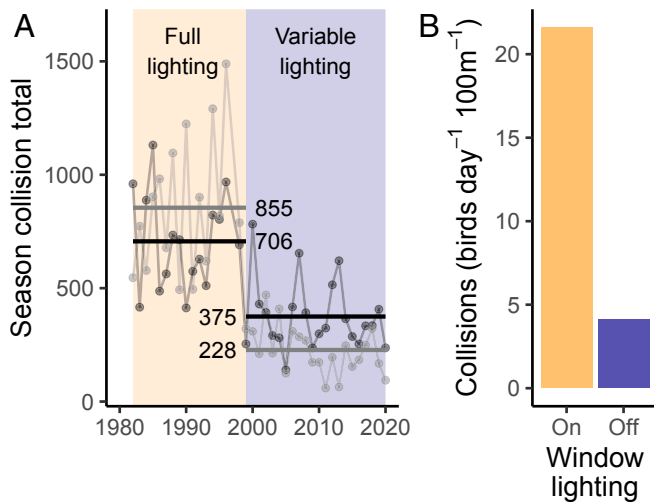 A
Season collision total
1500
1000
500
0
Full
lighting
Variable
lighting
855
706
375
228
1980
1990
2000
2010
2020
B
Collisions (birds day⁻¹ 100m⁻¹)
20
15
10
5
0
On
Off
Window
lighting